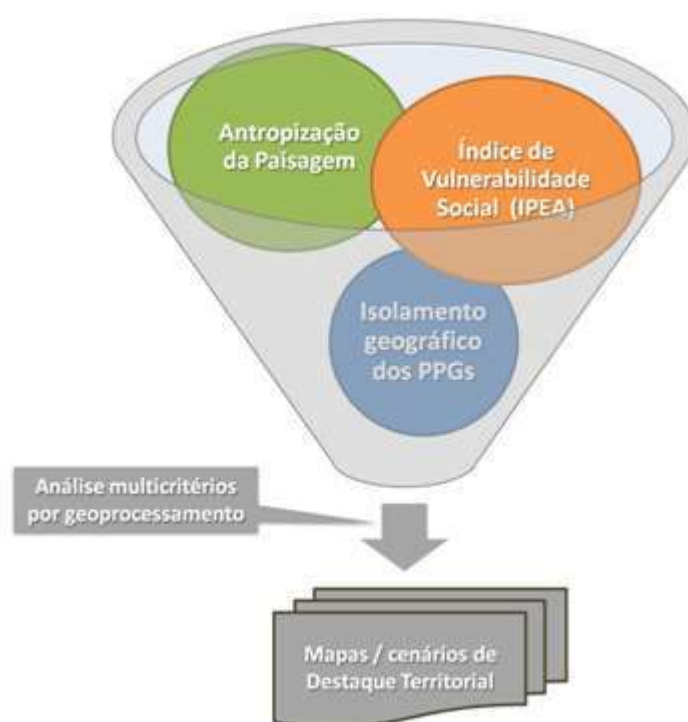 Antropização
da Paisagem
Índice de
Vulnerabilidade
Social (IPEA)
Isolamento
geográfico
dos PPGs
Análise multicritérios
por geoprocessamento
Mapas / cenários de
Destaque Territorial